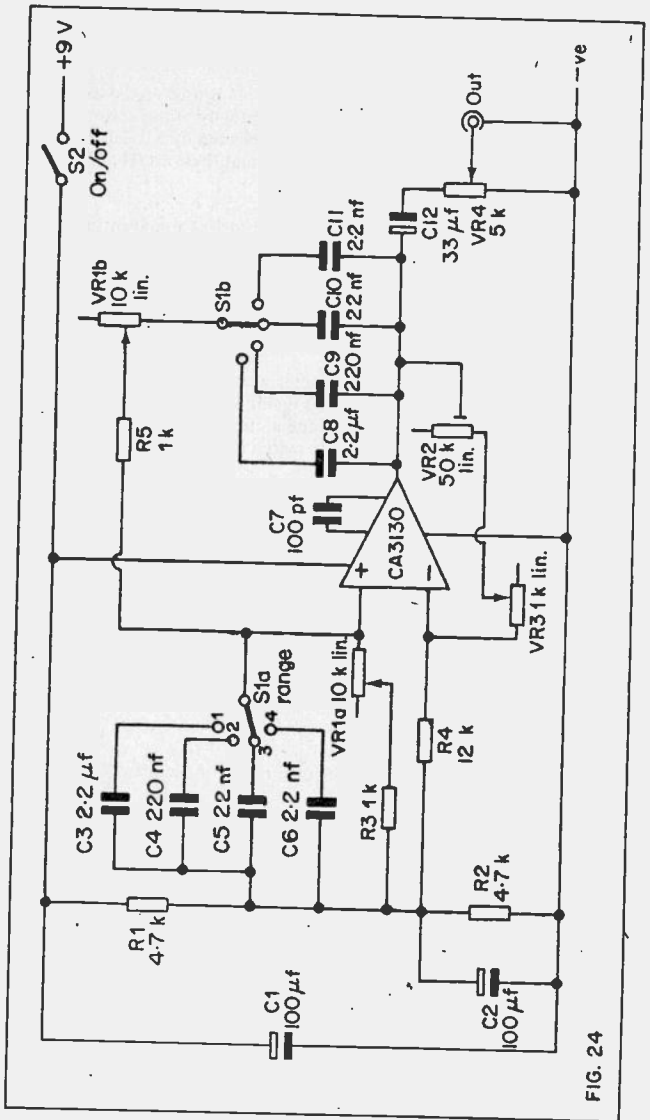 +9 V
S2
On/off
VR1b
10 k
lin.
S1b
R5
1 k
C11
2·2 nf
C10
22 nf
C9
220 nf
C8
2·2 µf
C7
100 pf
CA3130
+
−
C12
33 µf
VR4
5 k
Out
−ve
VR2
50 k
lin.
VR3 1 k lin.
C3 2·2 µf
C4 220 nf
C5 22 nf
C6 2·2 nf
1
2
3
4
S1a
range
VR1a 10 k lin.
R4
12 k
R3 1 k
R1
4·7 k
R2
4·7 k
C1
100 µf
C2
100 µf
FIG. 24